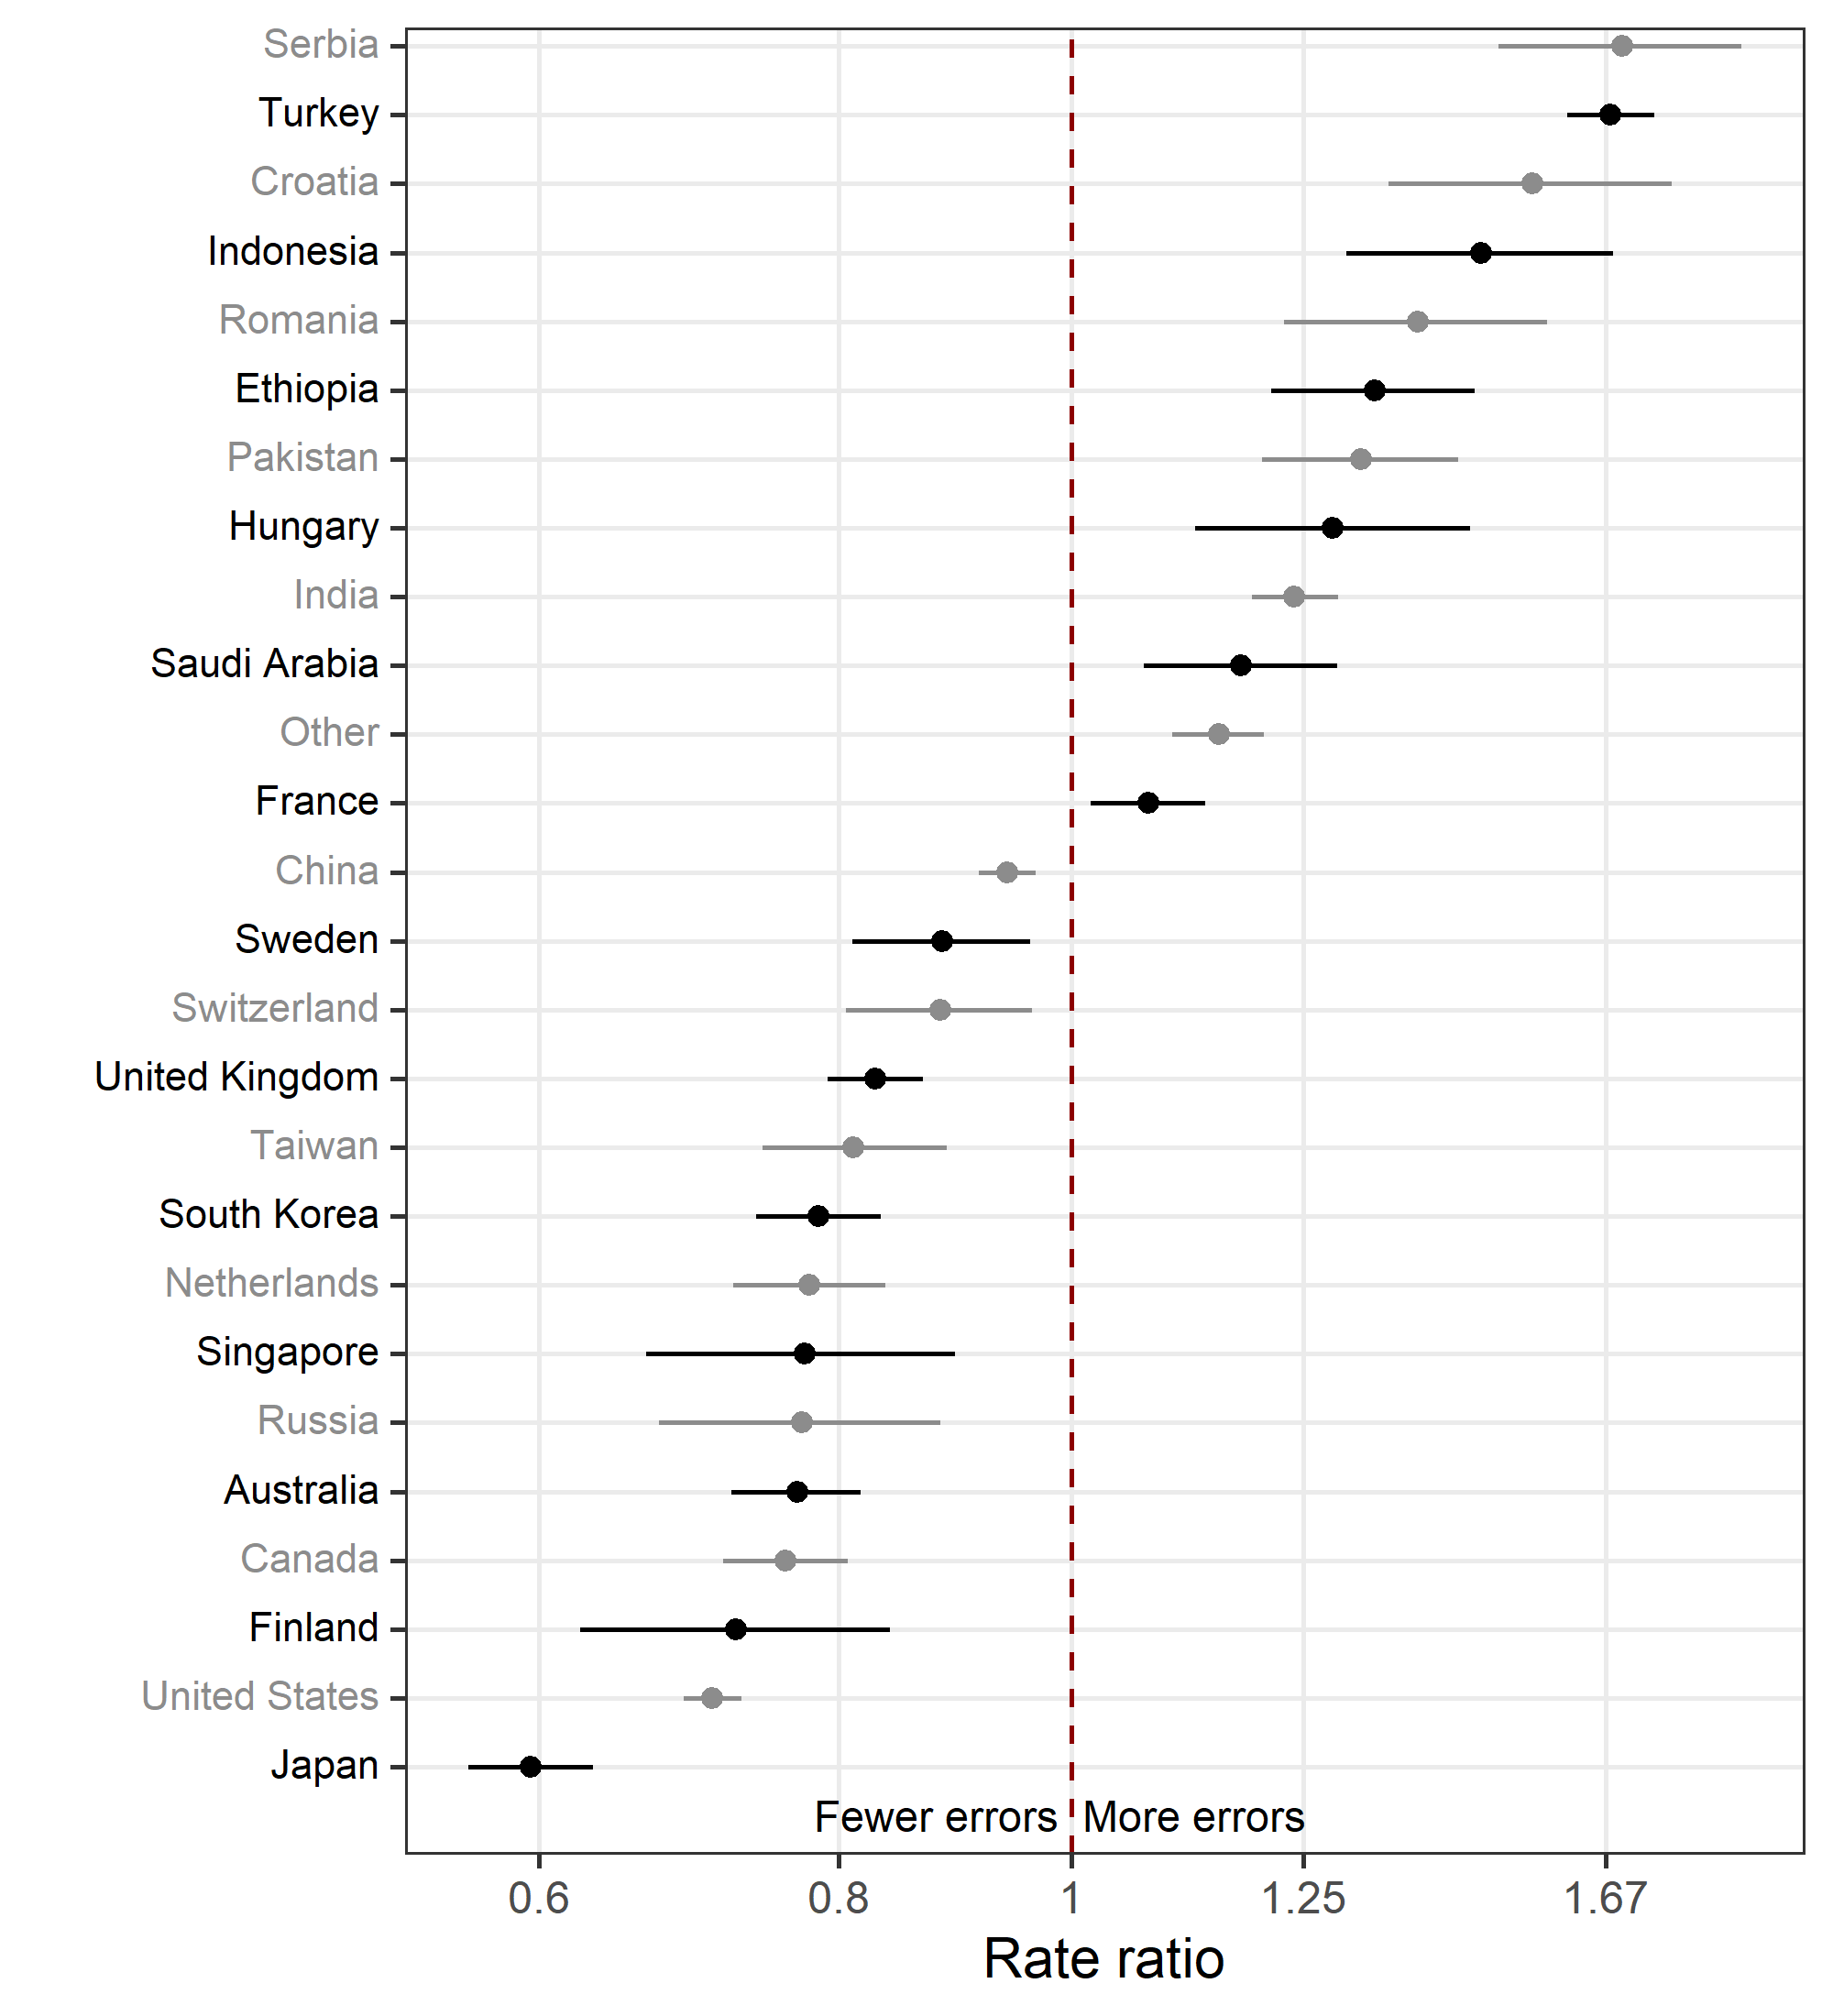 Serbia
Turkey
Croatia
Indonesia
Romania
Ethiopia
Pakistan
Hungary
India
Saudi Arabia
Other
France
China
Sweden
Switzerland
United Kingdom
Taiwan
South Korea
Netherlands
Singapore
Russia
Australia
Canada
Finland
United States
Japan
Fewer errors More errors
0.6 0.8 1 1.25 1.67
Rate ratio